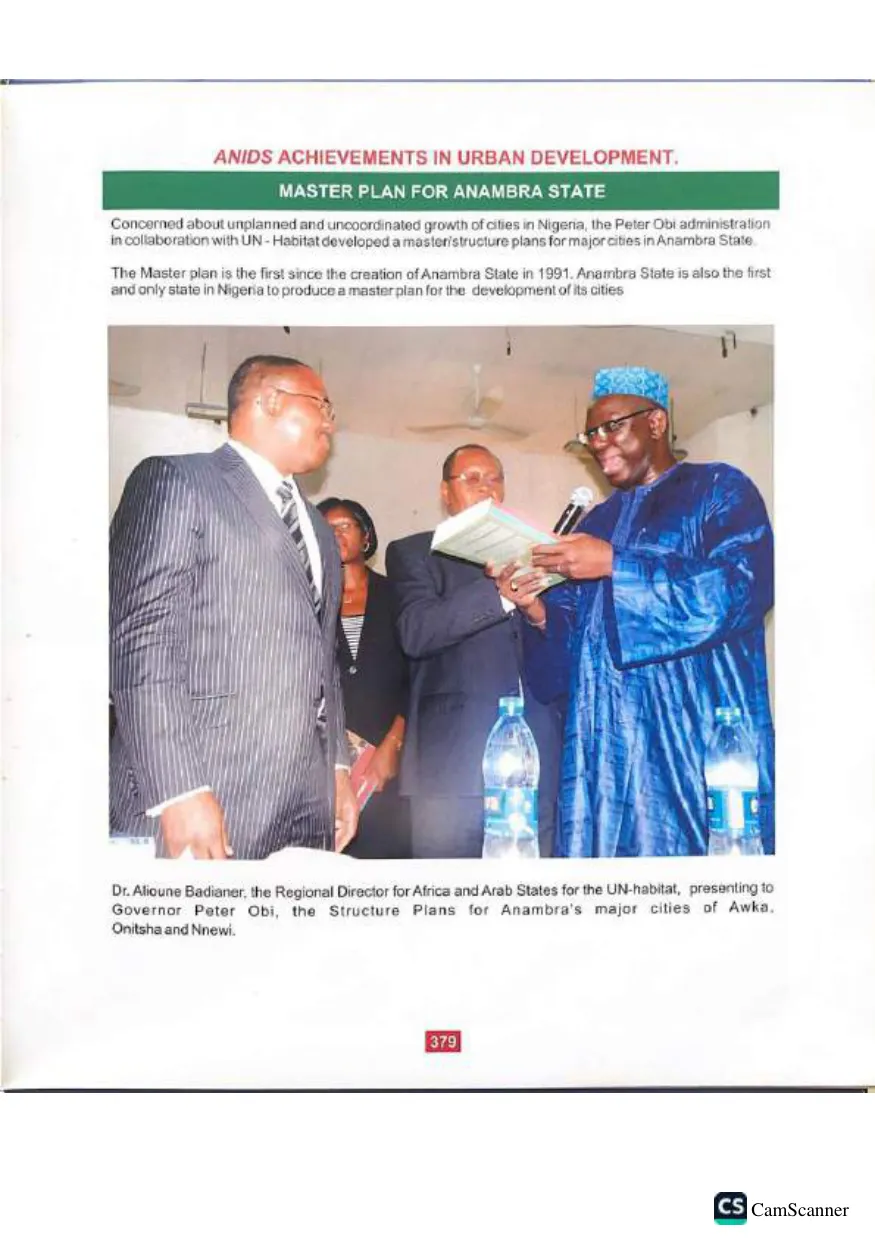 ANIDS ACHIEVEMENTS IN URBAN DEVELOPMENT.
MASTER PLAN FOR ANAMBRA STATE
Concerned about unplanned and uncoordinated growth of cities in Nigeria, the Peter Obi administration
in collaboration with UN - Habitat developed a master/structure plans for major cities in Anambra State.
The Master plan is the first since the creation of Anambra State in 1991. Anambra State is also the first
and only state in Nigeria to produce a master plan for the development of its cities
Dr. Alioune Badianer, the Regional Director for Africa and Arab States for the UN-habitat, presenting to
Governor Peter Obi, the Structure Plans for Anambra's major cities of Awka,
Onitsha and Nnewi.
379
CS CamScanner